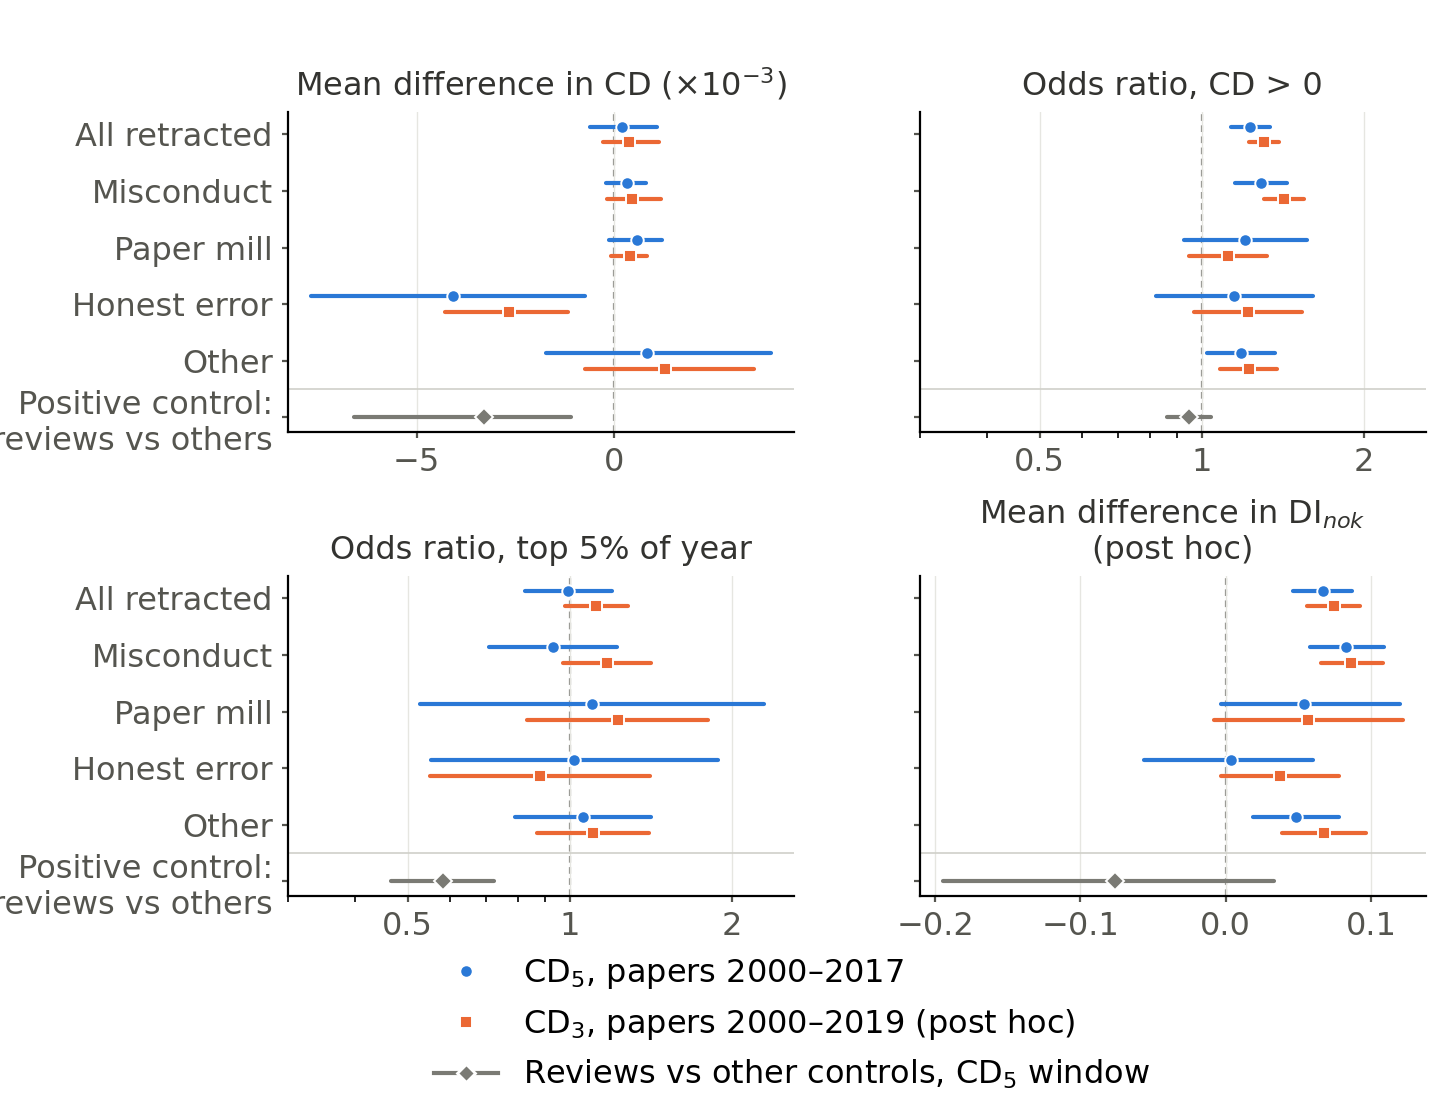 Mean difference in CD (×10⁻³)
Odds ratio, CD > 0
All retracted
Misconduct
Paper mill
Honest error
Other
Positive control:
reviews vs others
−5
0
0.5
1
2
Odds ratio, top 5% of year
Mean difference in DI_nok
(post hoc)
All retracted
Misconduct
Paper mill
Honest error
Other
Positive control:
reviews vs others
0.5
1
2
−0.2
−0.1
0.0
0.1
CD₅, papers 2000–2017
CD₃, papers 2000–2019 (post hoc)
Reviews vs other controls, CD₅ window